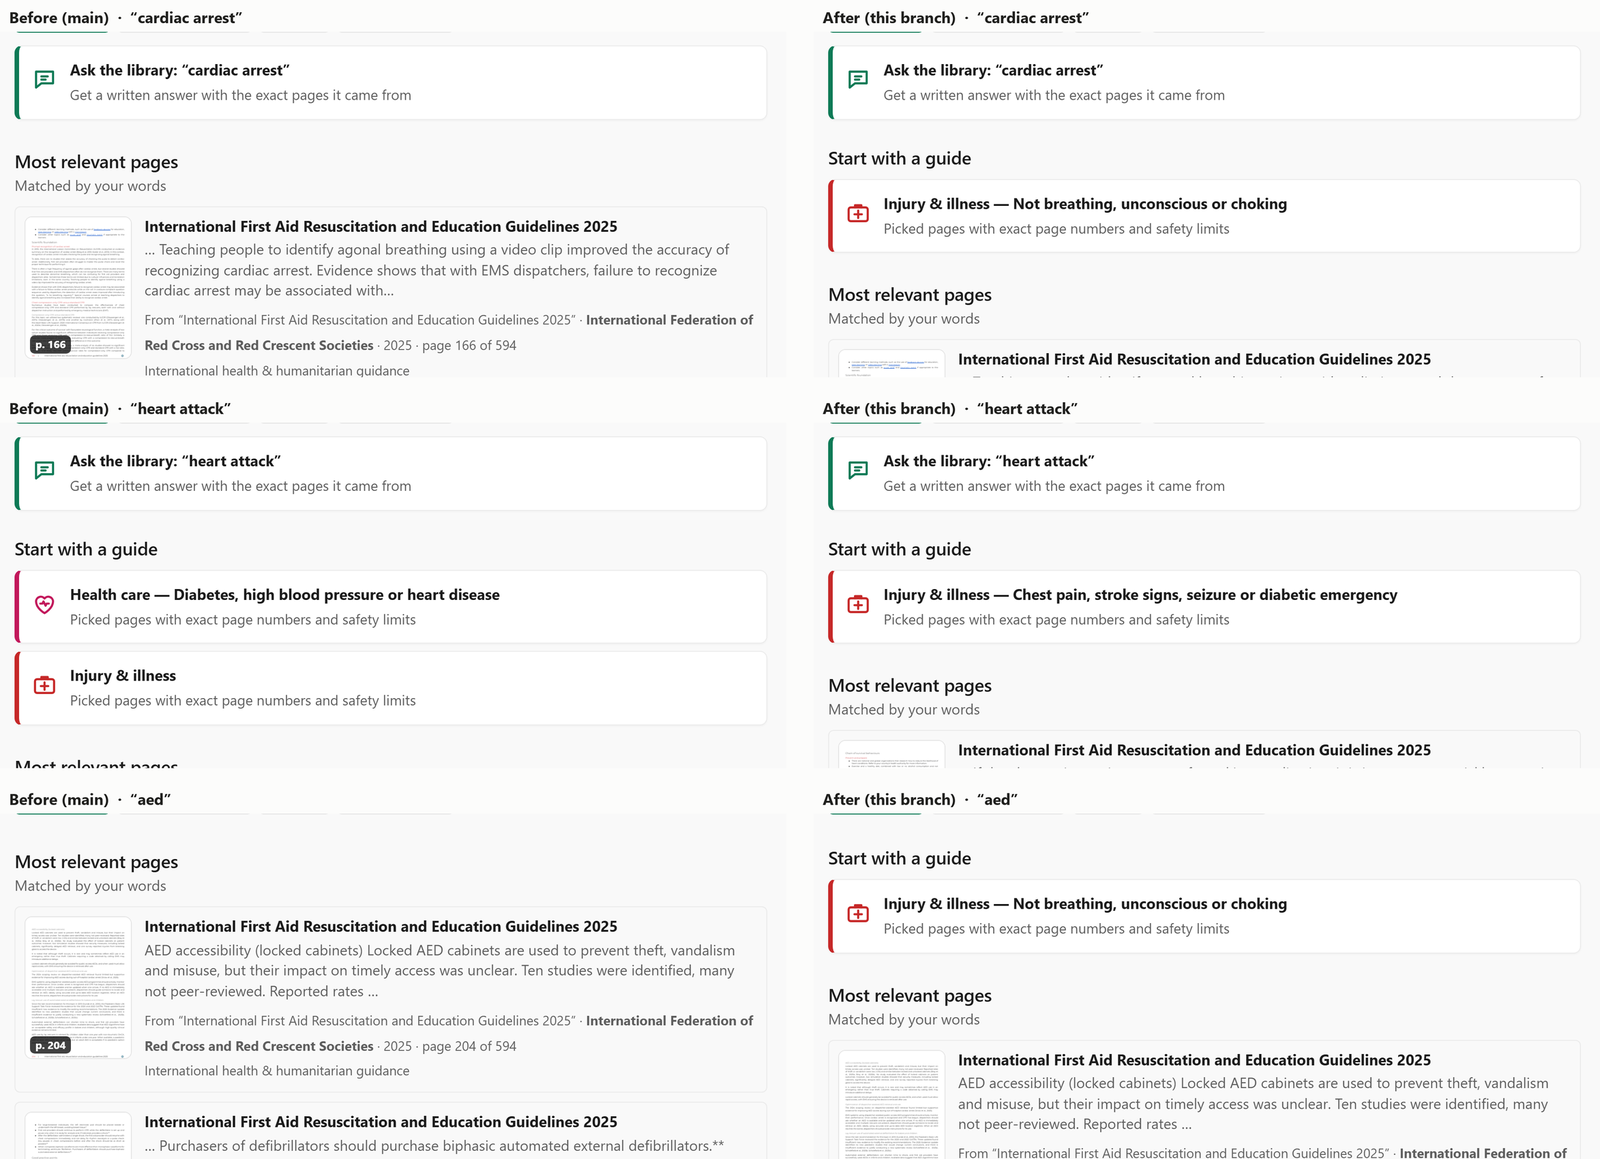 Before (main) · “cardiac arrest”
Ask the library: “cardiac arrest”
Get a written answer with the exact pages it came from
Most relevant pages
Matched by your words
International First Aid Resuscitation and Education Guidelines 2025
... Teaching people to identify agonal breathing using a video clip improved the accuracy of
recognizing cardiac arrest. Evidence shows that with EMS dispatchers, failure to recognize
cardiac arrest may be associated with...
From “International First Aid Resuscitation and Education Guidelines 2025” · International Federation of
Red Cross and Red Crescent Societies · 2025 · page 166 of 594
International health & humanitarian guidance
p. 166
After (this branch) · “cardiac arrest”
Ask the library: “cardiac arrest”
Get a written answer with the exact pages it came from
Start with a guide
Injury & illness — Not breathing, unconscious or choking
Picked pages with exact page numbers and safety limits
Most relevant pages
Matched by your words
International First Aid Resuscitation and Education Guidelines 2025
Before (main) · “heart attack”
Ask the library: “heart attack”
Get a written answer with the exact pages it came from
Start with a guide
Health care — Diabetes, high blood pressure or heart disease
Picked pages with exact page numbers and safety limits
Injury & illness
Picked pages with exact page numbers and safety limits
Most relevant pages
After (this branch) · “heart attack”
Ask the library: “heart attack”
Get a written answer with the exact pages it came from
Start with a guide
Injury & illness — Chest pain, stroke signs, seizure or diabetic emergency
Picked pages with exact page numbers and safety limits
Most relevant pages
Matched by your words
International First Aid Resuscitation and Education Guidelines 2025
Before (main) · “aed”
Most relevant pages
Matched by your words
International First Aid Resuscitation and Education Guidelines 2025
AED accessibility (locked cabinets) Locked AED cabinets are used to prevent theft, vandalism
and misuse, but their impact on timely access was unclear. Ten studies were identified, many
not peer-reviewed. Reported rates ...
From “International First Aid Resuscitation and Education Guidelines 2025” · International Federation of
Red Cross and Red Crescent Societies · 2025 · page 204 of 594
International health & humanitarian guidance
p. 204
International First Aid Resuscitation and Education Guidelines 2025
... Purchasers of defibrillators should purchase biphasic automated external defibrillators.**
After (this branch) · “aed”
Start with a guide
Injury & illness — Not breathing, unconscious or choking
Picked pages with exact page numbers and safety limits
Most relevant pages
Matched by your words
International First Aid Resuscitation and Education Guidelines 2025
AED accessibility (locked cabinets) Locked AED cabinets are used to prevent theft, vandalism
and misuse, but their impact on timely access was unclear. Ten studies were identified, many
not peer-reviewed. Reported rates ...
From “International First Aid Resuscitation and Education Guidelines 2025” · International Federation of